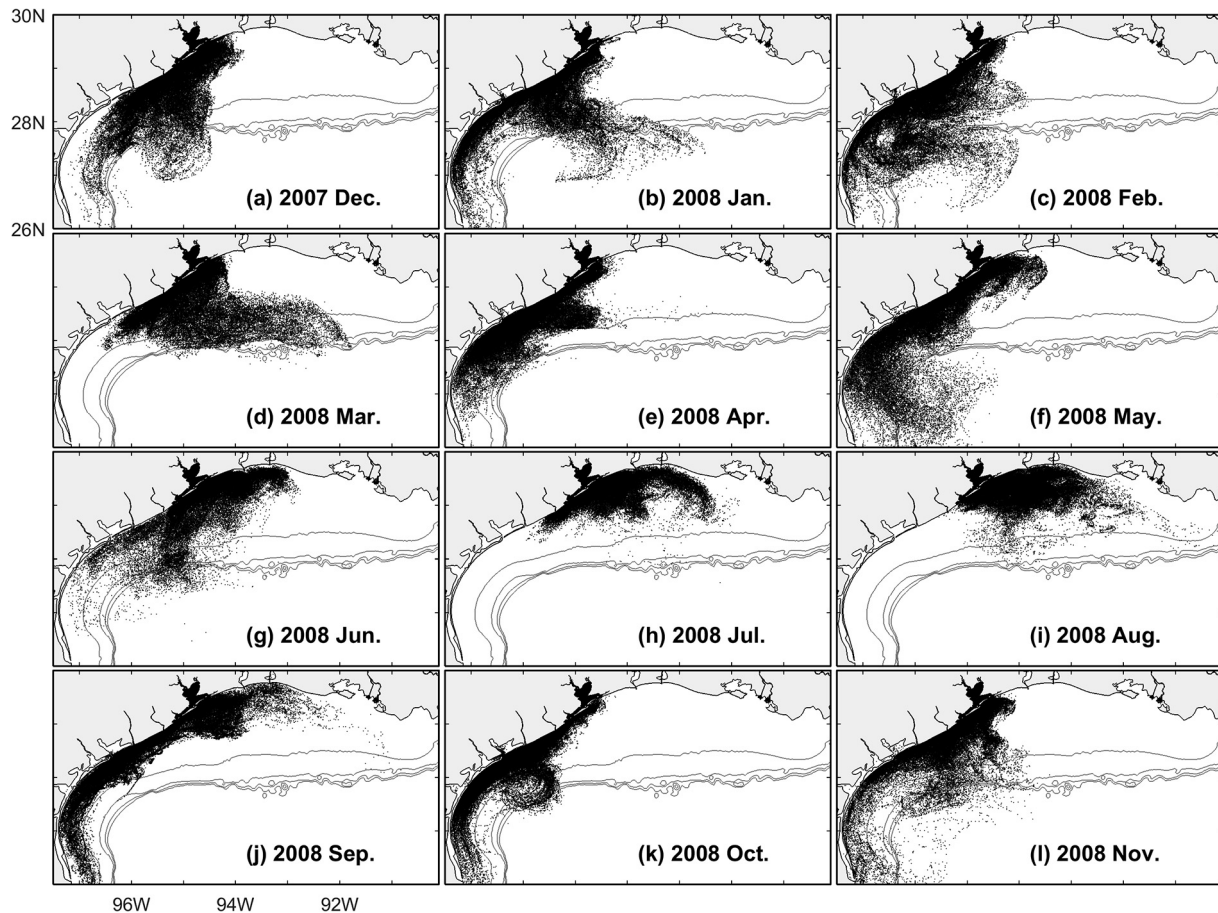 30N
28N
26N
(a) 2007 Dec.
(b) 2008 Jan.
(c) 2008 Feb.
(d) 2008 Mar.
(e) 2008 Apr.
(f) 2008 May.
(g) 2008 Jun.
(h) 2008 Jul.
(i) 2008 Aug.
(j) 2008 Sep.
(k) 2008 Oct.
(l) 2008 Nov.
96W 94W 92W